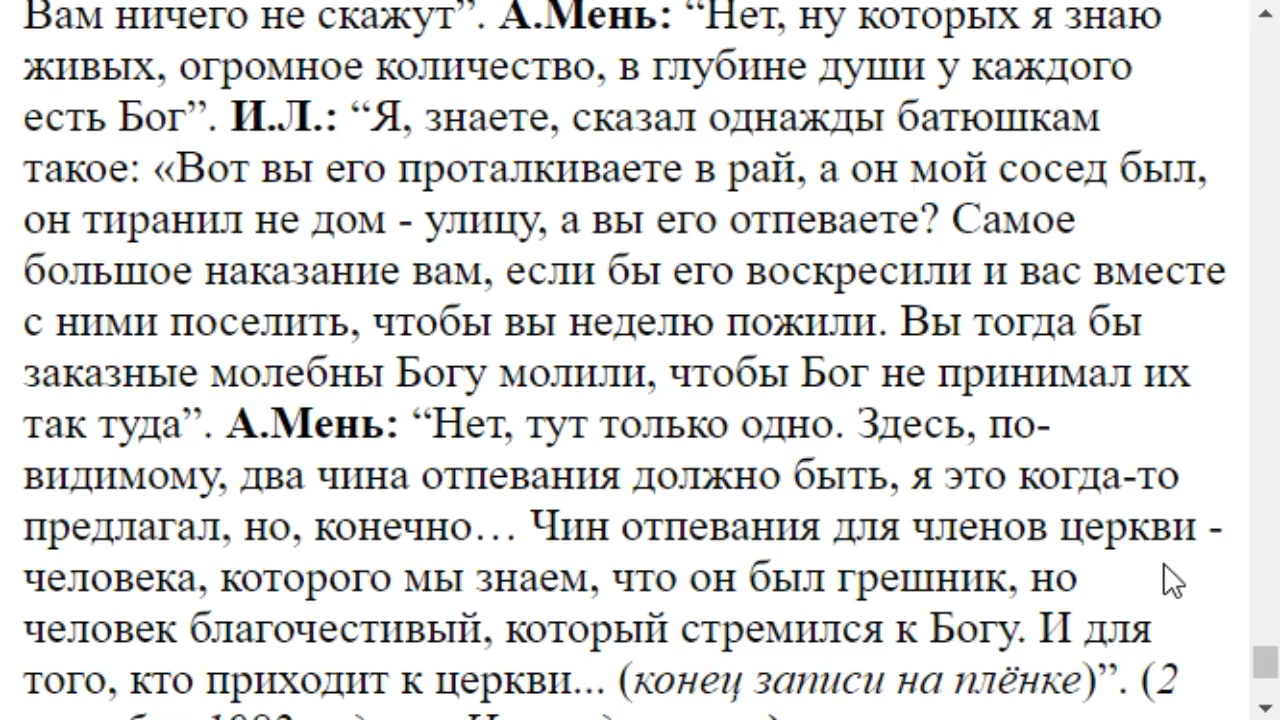 Вам ничего не скажут”. А.Мень: “Нет, ну которых я знаю
живых, огромное количество, в глубине души у каждого
есть Бог”. И.Л.: “Я, знаете, сказал однажды батюшкам
такое: «Вот вы его проталкиваете в рай, а он мой сосед был,
он тиранил не дом - улицу, а вы его отпеваете? Самое
большое наказание вам, если бы его воскресили и вас вместе
с ними поселить, чтобы вы неделю пожили. Вы тогда бы
заказные молебны Богу молили, чтобы Бог не принимал их
так туда”. А.Мень: “Нет, тут только одно. Здесь, по-
видимому, два чина отпевания должно быть, я это когда-то
предлагал, но, конечно… Чин отпевания для членов церкви -
человека, которого мы знаем, что он был грешник, но
человек благочестивый, который стремился к Богу. И для
того, кто приходит к церкви... (конец записи на плёнке)”. (2